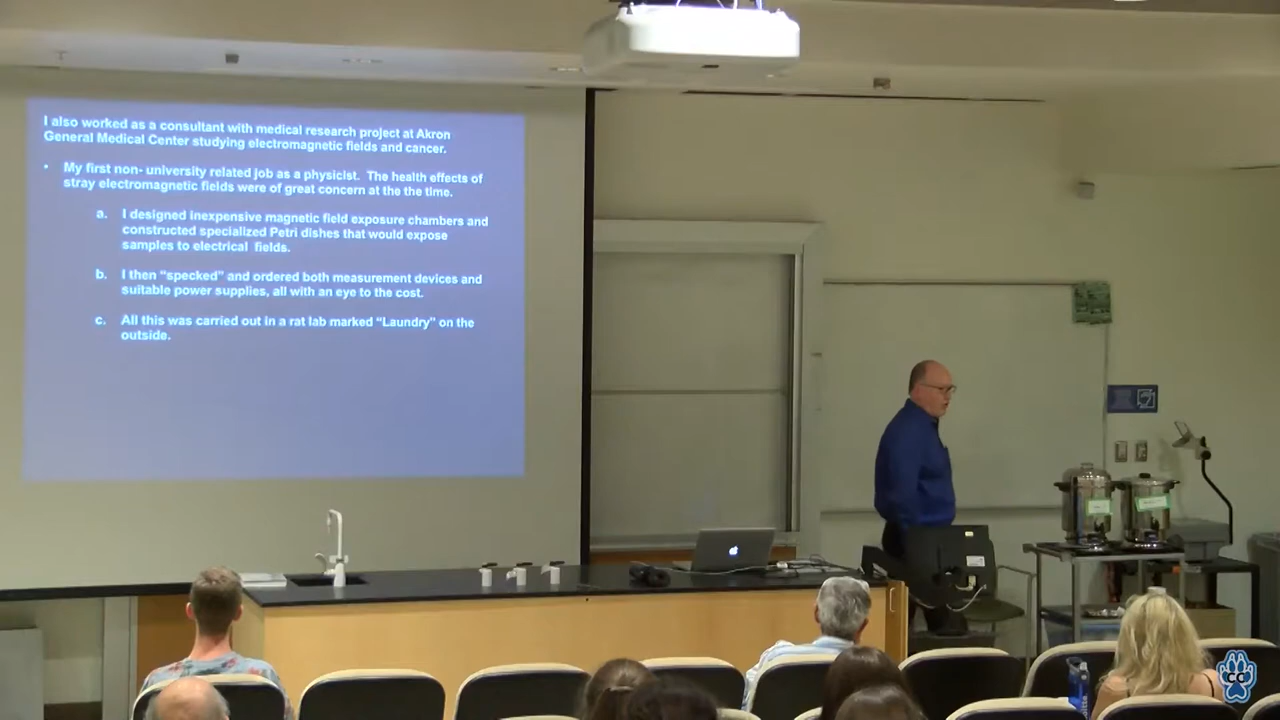 I also worked as a consultant with medical research project at Akron
General Medical Center studying electromagnetic fields and cancer.
• My first non- university related job as a physicist. The health effects of
stray electromagnetic fields were of great concern at the the time.
a. I designed inexpensive magnetic field exposure chambers and
constructed specialized Petri dishes that would expose
samples to electrical fields.
b. I then “specked” and ordered both measurement devices and
suitable power supplies, all with an eye to the cost.
c. All this was carried out in a rat lab marked “Laundry” on the
outside.
CC